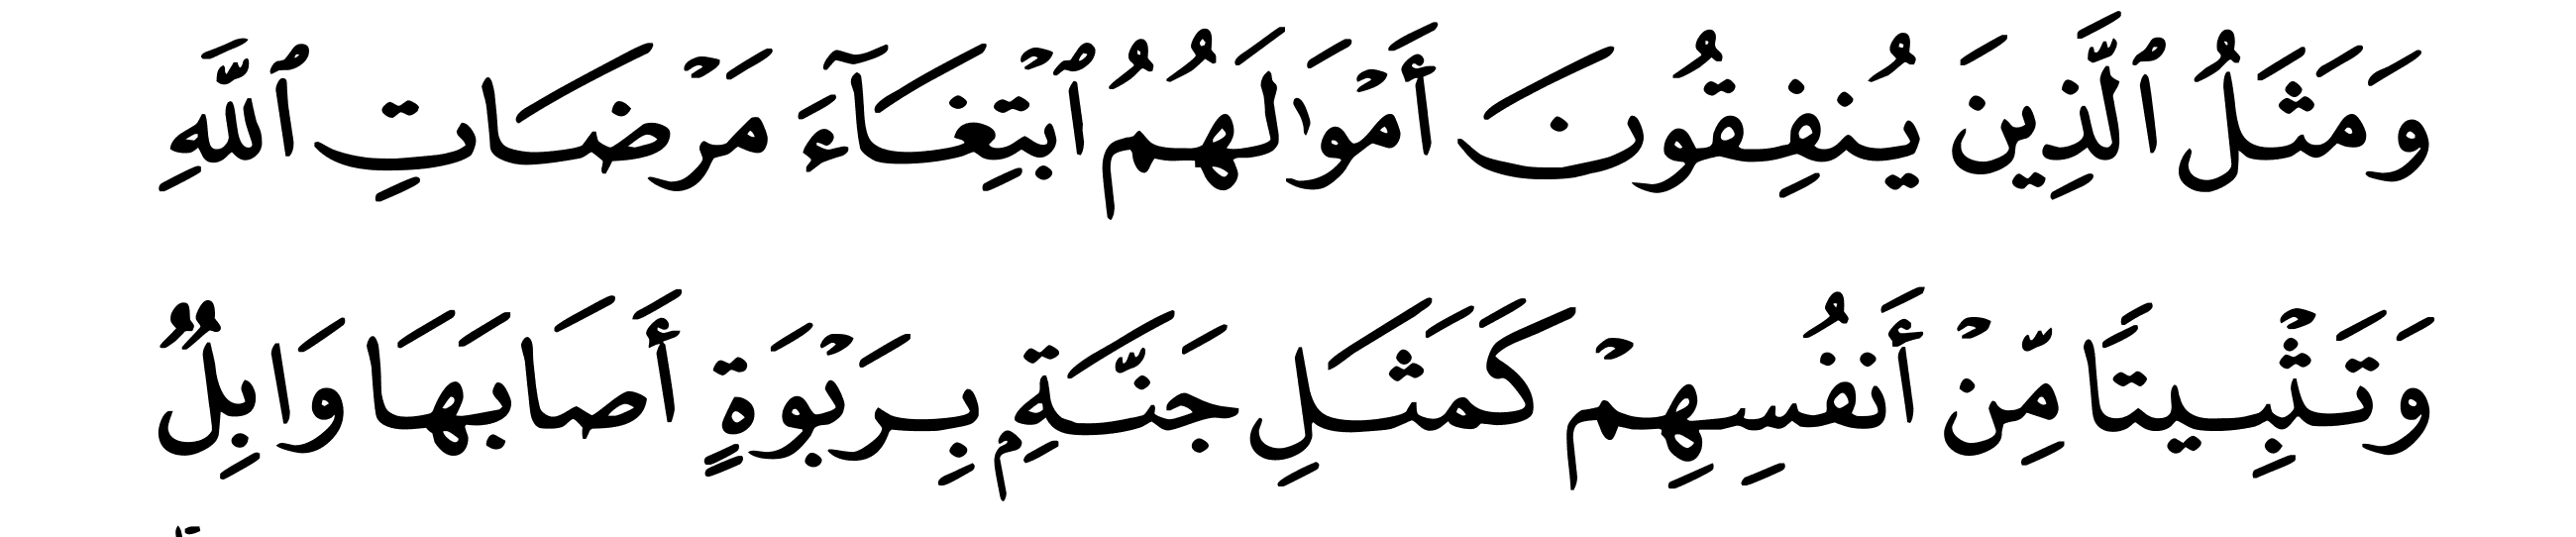 وَمَثَلُ ٱلَّذِينَ يُنفِقُونَ أَمْوَٰلَهُمُ ٱبْتِغَآءَ مَرْضَاتِ ٱللَّهِ
وَتَثْبِيتًا مِّنْ أَنفُسِهِمْ كَمَثَلِ جَنَّةٍۭ بِرَبْوَةٍ أَصَابَهَا وَابِلٌ